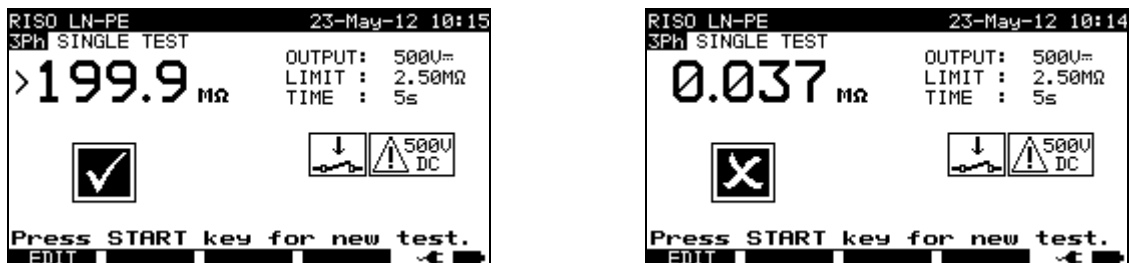 RISO LN-PE 23-May-12 10:15
3Ph SINGLE TEST
>199.9 MΩ
OUTPUT: 500V⎓
LIMIT : 2.50MΩ
TIME : 5s
500V
DC
Press START key for new test.
EDIT
RISO LN-PE 23-May-12 10:14
3Ph SINGLE TEST
0.037 MΩ
OUTPUT: 500V⎓
LIMIT : 2.50MΩ
TIME : 5s
500V
DC
Press START key for new test.
EDIT